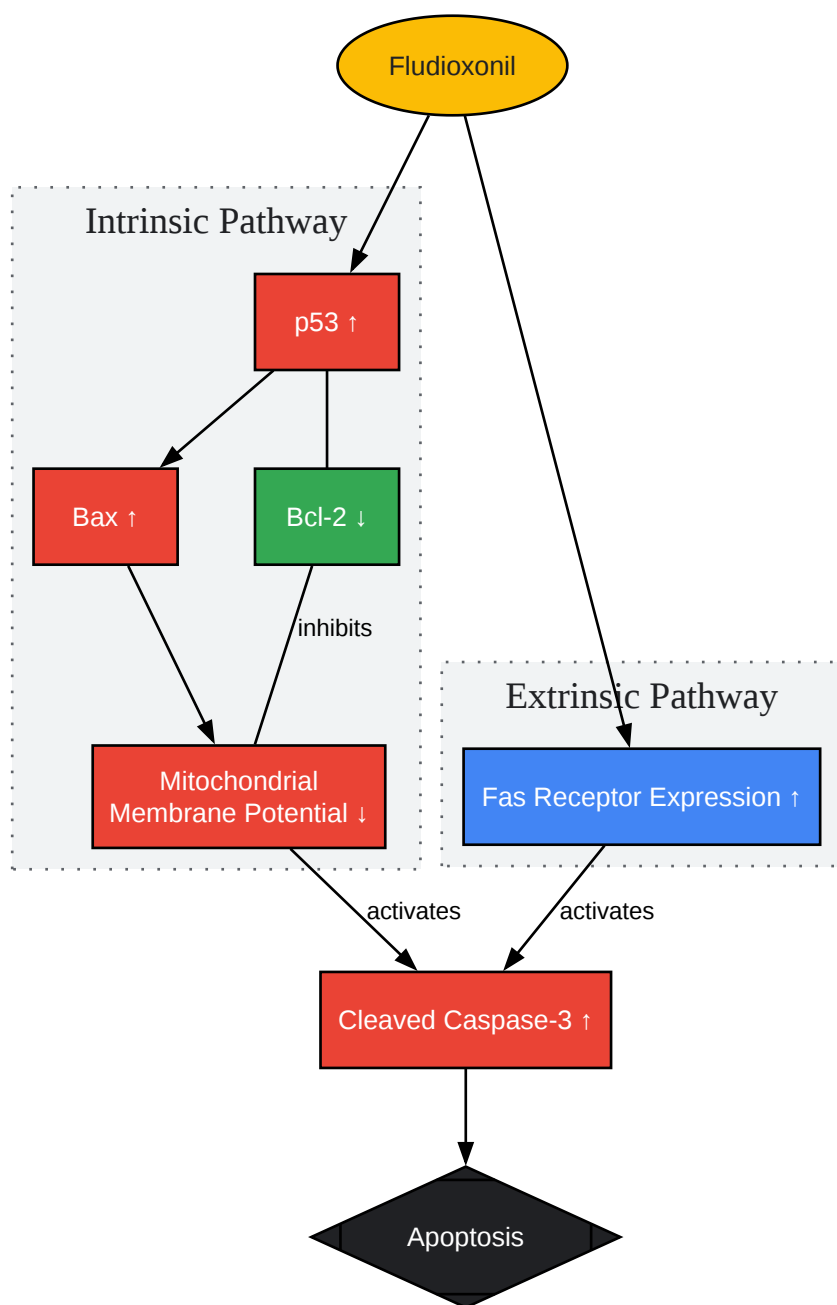 Fludioxonil
Intrinsic Pathway
p53 ↑
Bax ↑
Bcl-2 ↓
inhibits
Extrinsic Pathway
Mitochondrial
Membrane Potential ↓
Fas Receptor Expression ↑
activates
activates
Cleaved Caspase-3 ↑
Apoptosis